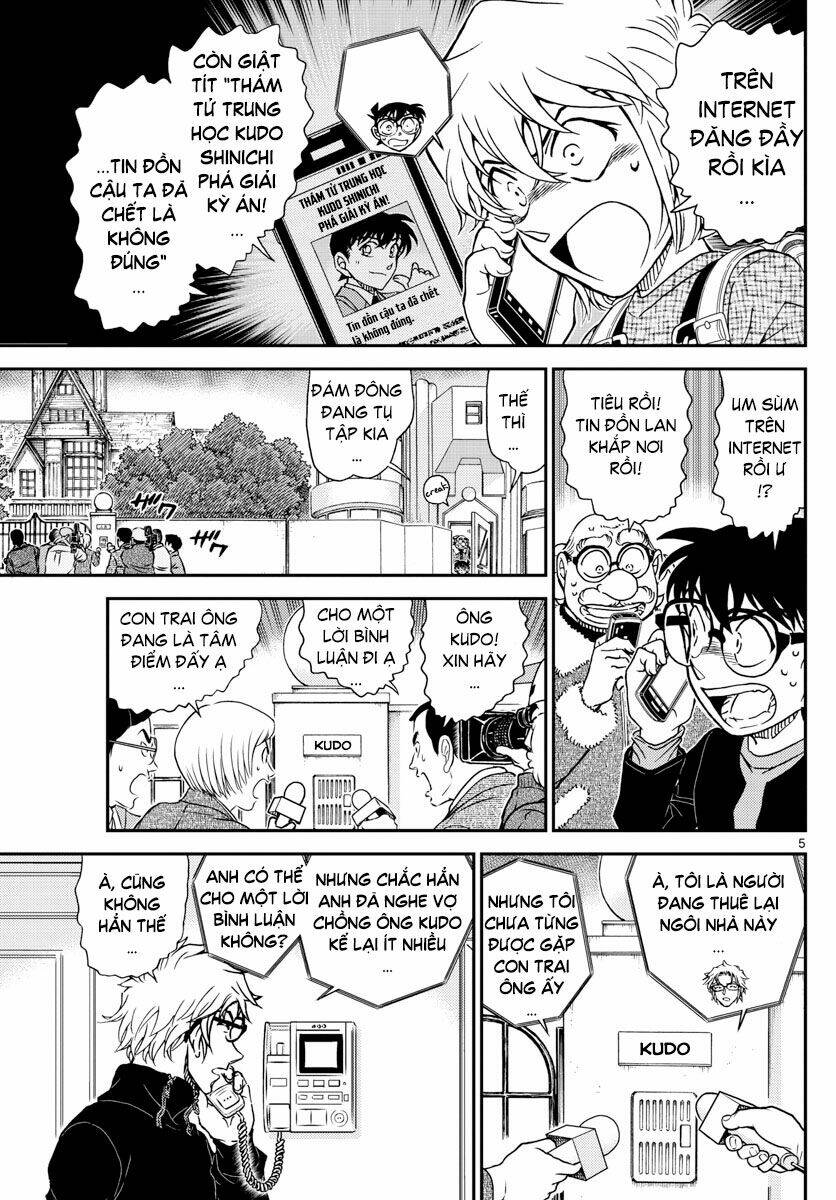 TRÊN
INTERNET
ĐĂNG ĐẦY
RỒI KÌA
...
CÒN GIẬT
TÍT "THÁM
TỬ TRUNG
HỌC KUDO
SHINICHI
PHÁ GIẢI
KỲ ÁN!
...
...TIN ĐỒN
CẬU TA ĐÃ
CHẾT LÀ
KHÔNG
ĐÚNG"
...
THÁM TỬ TRUNG HỌC
KUDO SHINICHI
PHÁ GIẢI KỲ ÁN!
Tin đồn cậu ta đã chết
là không đúng.
UM SÙM
TRÊN
INTERNET
RỒI Ư
!?
TIÊU RỒI!
TIN ĐỒN LAN
KHẮP NƠI
RỒI!
THẾ
THÌ
...
ĐÁM ĐÔNG
ĐANG TỤ
TẬP KIA
...
creak
ザワ
ザワ
ÔNG
KUDO!
XIN HÃY
...
CHO MỘT
LỜI BÌNH
LUẬN ĐI Ạ
...
CON TRAI ÔNG
ĐANG LÀ TÂM
ĐIỂM ĐẤY Ạ
...
KUDO
5
À, TÔI LÀ NGƯỜI
ĐANG THUÊ LẠI
NGÔI NHÀ NÀY
...
NHƯNG TÔI
CHƯA TỪNG
ĐƯỢC GẶP
CON TRAI
ÔNG ẤY
...
KUDO
NHƯNG CHẮC HẲN
ANH ĐÃ NGHE VỢ
CHỒNG ÔNG KUDO
KỂ LẠI ÍT NHIỀU
...
ANH CÓ THỂ
CHO MỘT LỜI
BÌNH LUẬN
KHÔNG?
À, CŨNG
KHÔNG
HẲN THẾ
...